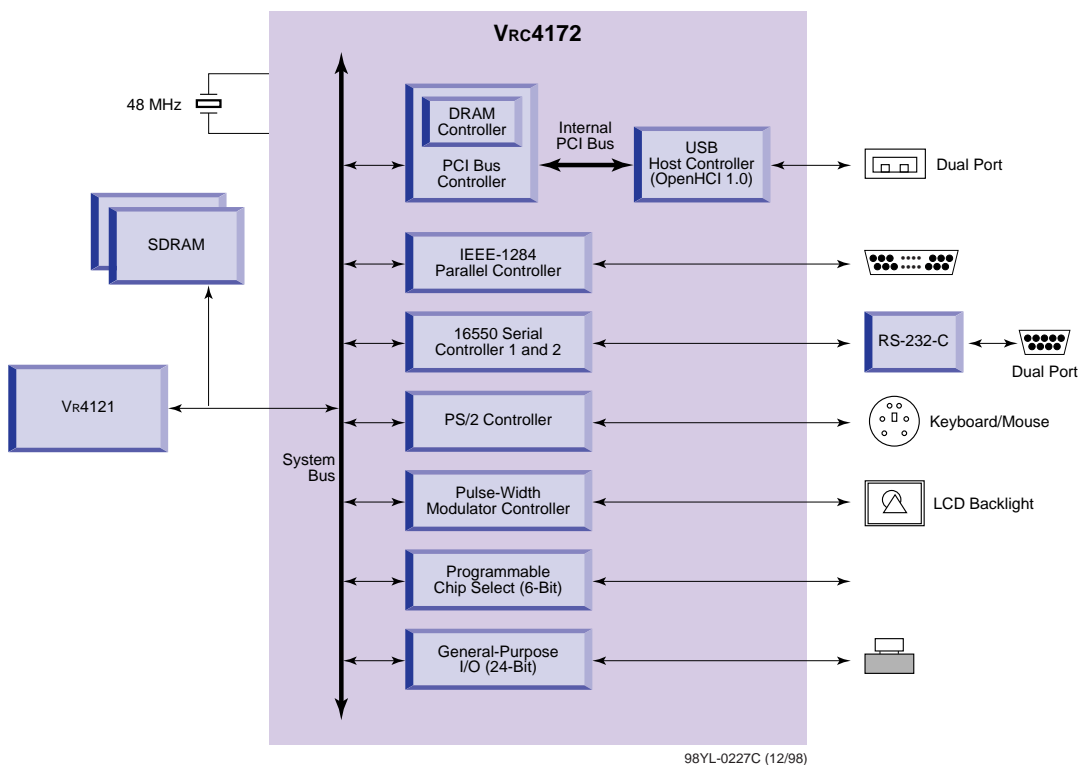 VRC4172
48 MHz
DRAM
Controller
PCI Bus
Controller
Internal
PCI Bus
USB
Host Controller
(OpenHCI 1.0)
Dual Port
SDRAM
IEEE-1284
Parallel Controller
16550 Serial
Controller 1 and 2
RS-232-C
Dual Port
VR4121
PS/2 Controller
Keyboard/Mouse
System
Bus
Pulse-Width
Modulator Controller
LCD Backlight
Programmable
Chip Select (6-Bit)
General-Purpose
I/O (24-Bit)
98YL-0227C (12/98)